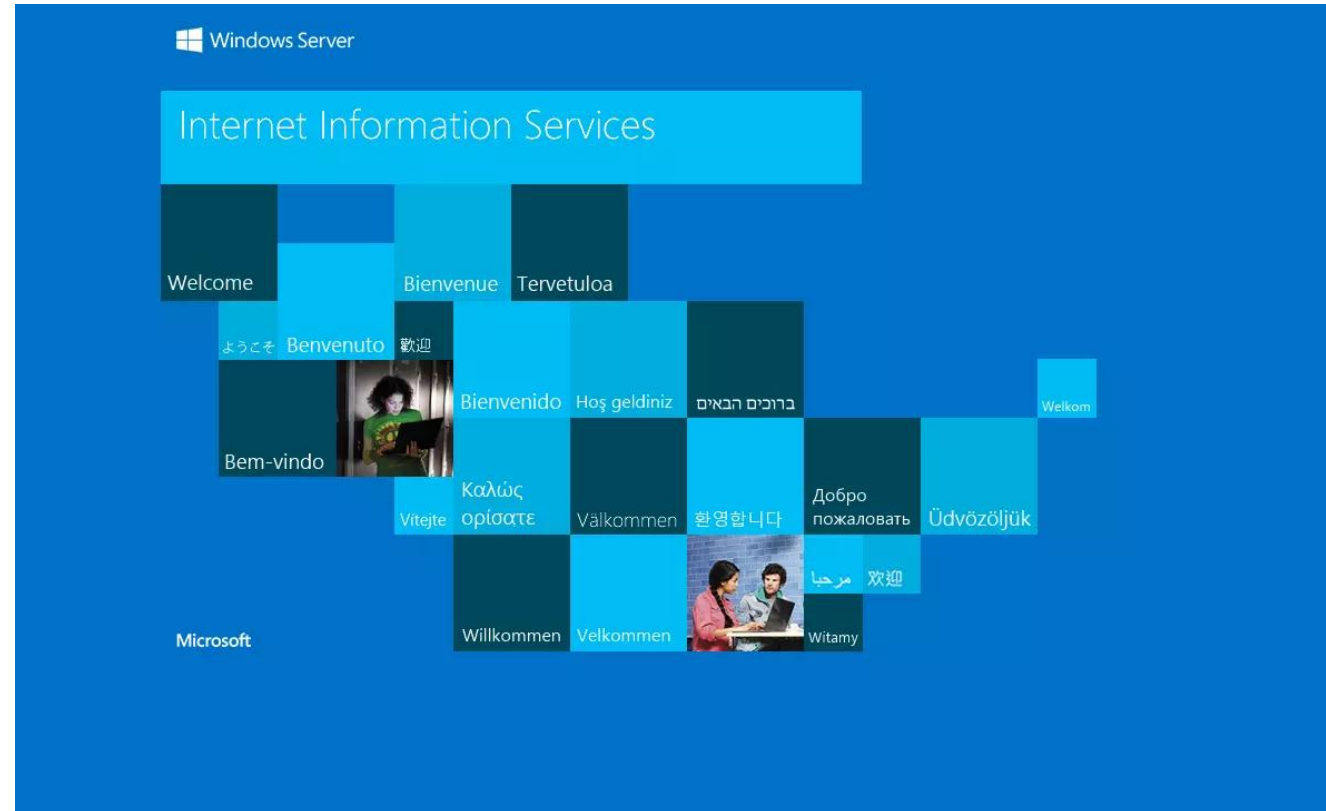 Windows Server
Internet Information Services
Welcome
Bienvenue
Tervetuloa
ようこそ
Benvenuto
歡迎
Bienvenido
Hoş geldiniz
ברוכים הבאים
Welkom
Bem-vindo
Vítejte
Καλώς
ορίσατε
Välkommen
환영합니다
Добро
пожаловать
Üdvözöljük
مرحبا
欢迎
Microsoft
Willkommen
Velkommen
Witamy